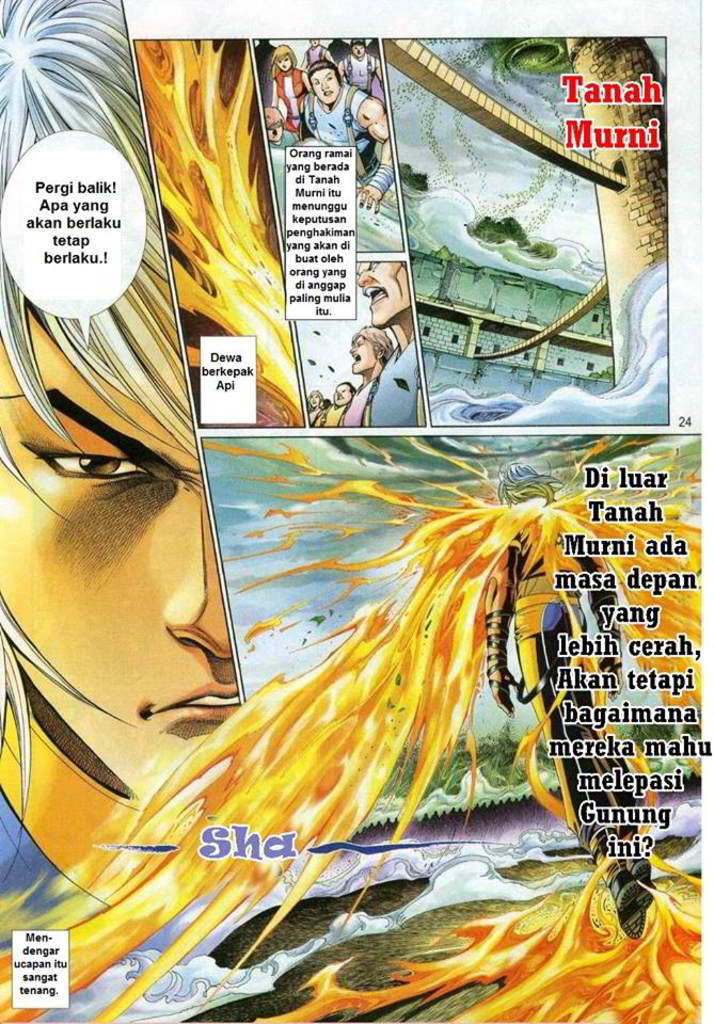 Pergi balik!
Apa yang
akan berlaku
tetap
berlaku.!
Dewa
berkepak
Api
Orang ramai
yang berada
di Tanah
Murni itu
menunggu
keputusan
penghakiman
yang akan di
buat oleh
orang yang
di anggap
paling mulia
itu.
Tanah
Murni
24
Di luar
Tanah
Murni ada
masa depan
yang
lebih cerah,
Akan tetapi
bagaimana
mereka mahu
melepasi
Gunung
ini?
Sha
Men-
dengar
ucapan itu
sangat
tenang.